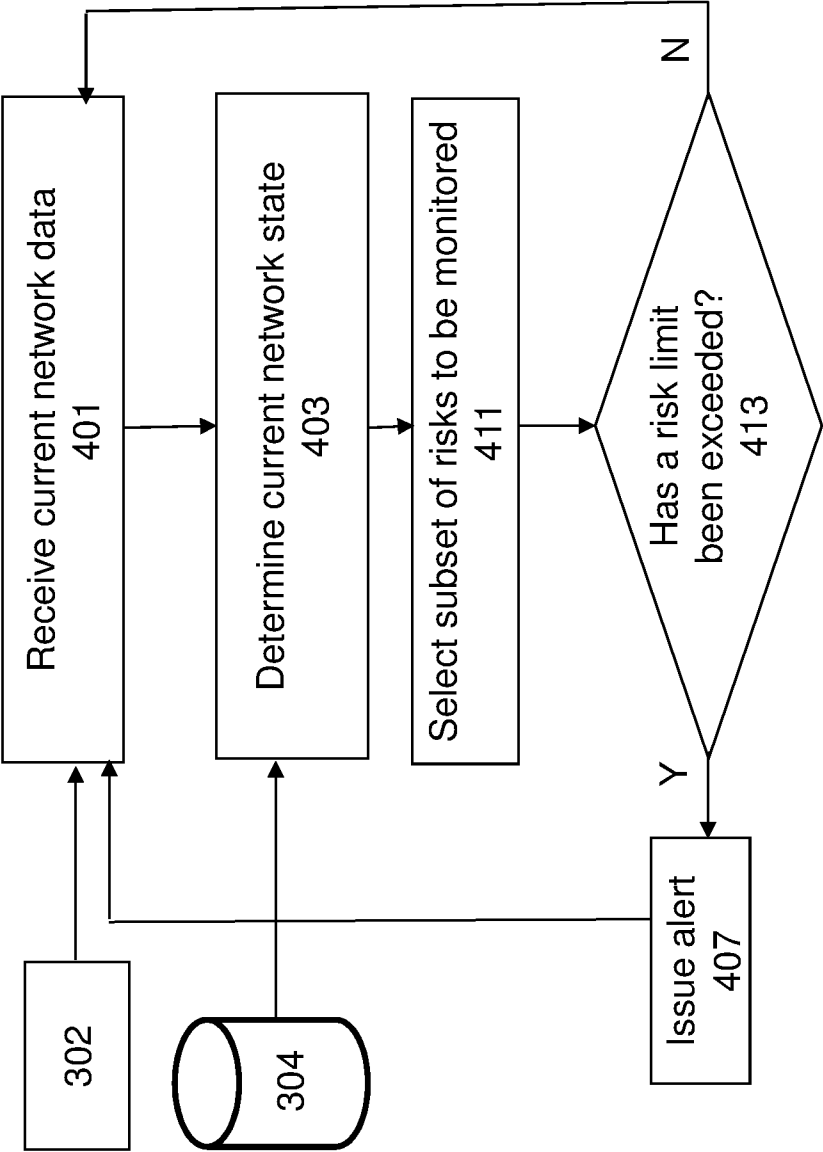 302
Receive current network data
401
304
Determine current network state
403
Select subset of risks to be monitored
411
Has a risk limit
been exceeded?
413
Y
N
Issue alert
407